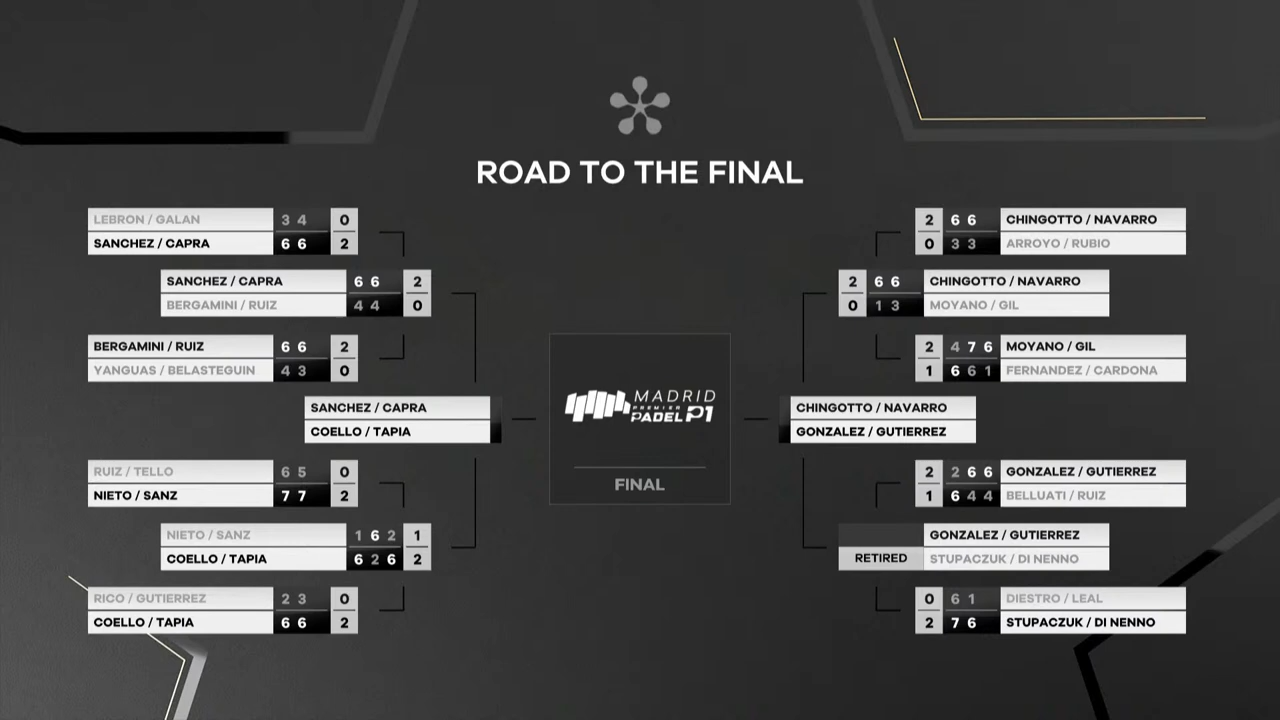 ROAD TO THE FINAL
LEBRON / GALAN 3 4 0
SANCHEZ / CAPRA 6 6 2
SANCHEZ / CAPRA 6 6 2
BERGAMINI / RUIZ 4 4 0
BERGAMINI / RUIZ 6 6 2
YANGUAS / BELASTEGUIN 4 3 0
SANCHEZ / CAPRA
COELLO / TAPIA
RUIZ / TELLO 6 5 0
NIETO / SANZ 7 7 2
NIETO / SANZ 1 6 2 1
COELLO / TAPIA 6 2 6 2
RICO / GUTIERREZ 2 3 0
COELLO / TAPIA 6 6 2
MADRID
PREMIER
PADEL P1
FINAL
2 6 6 CHINGOTTO / NAVARRO
0 3 3 ARROYO / RUBIO
2 6 6 CHINGOTTO / NAVARRO
0 1 3 MOYANO / GIL
2 4 7 6 MOYANO / GIL
1 6 6 1 FERNANDEZ / CARDONA
CHINGOTTO / NAVARRO
GONZALEZ / GUTIERREZ
2 2 6 6 GONZALEZ / GUTIERREZ
1 6 4 4 BELLUATI / RUIZ
GONZALEZ / GUTIERREZ
RETIRED STUPACZUK / DI NENNO
0 6 1 DIESTRO / LEAL
2 7 6 STUPACZUK / DI NENNO